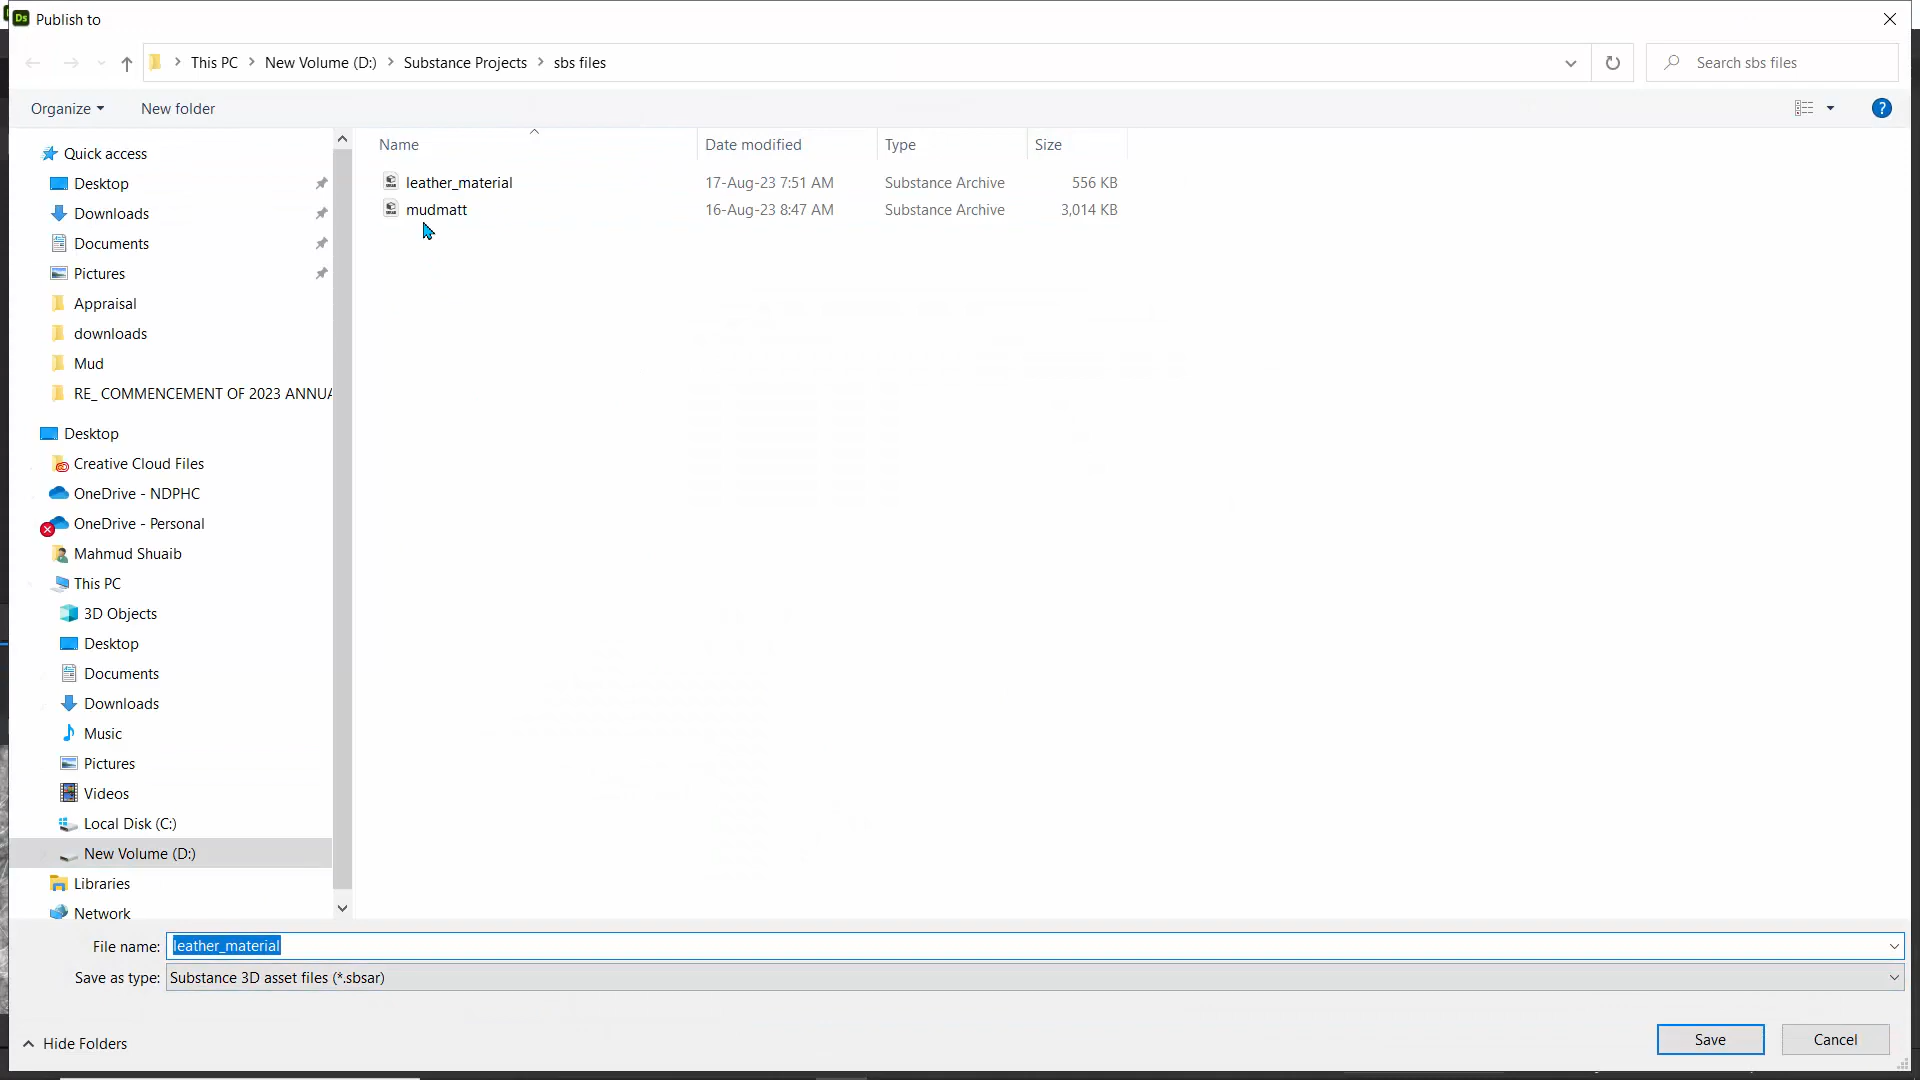 Ds Publish to
This PC > New Volume (D:) > Substance Projects > sbs files
Search sbs files
Organize
New folder
?
Name
Date modified
Type
Size
leather_material
17-Aug-23 7:51 AM
Substance Archive
556 KB
mudmatt
16-Aug-23 8:47 AM
Substance Archive
3,014 KB
Quick access
Desktop
Downloads
Documents
Pictures
Appraisal
downloads
Mud
RE_ COMMENCEMENT OF 2023 ANNUA
Desktop
Creative Cloud Files
OneDrive - NDPHC
OneDrive - Personal
Mahmud Shuaib
This PC
3D Objects
Desktop
Documents
Downloads
Music
Pictures
Videos
Local Disk (C:)
New Volume (D:)
Libraries
Network
File name: leather_material
Save as type: Substance 3D asset files (*.sbsar)
Hide Folders
Save
Cancel